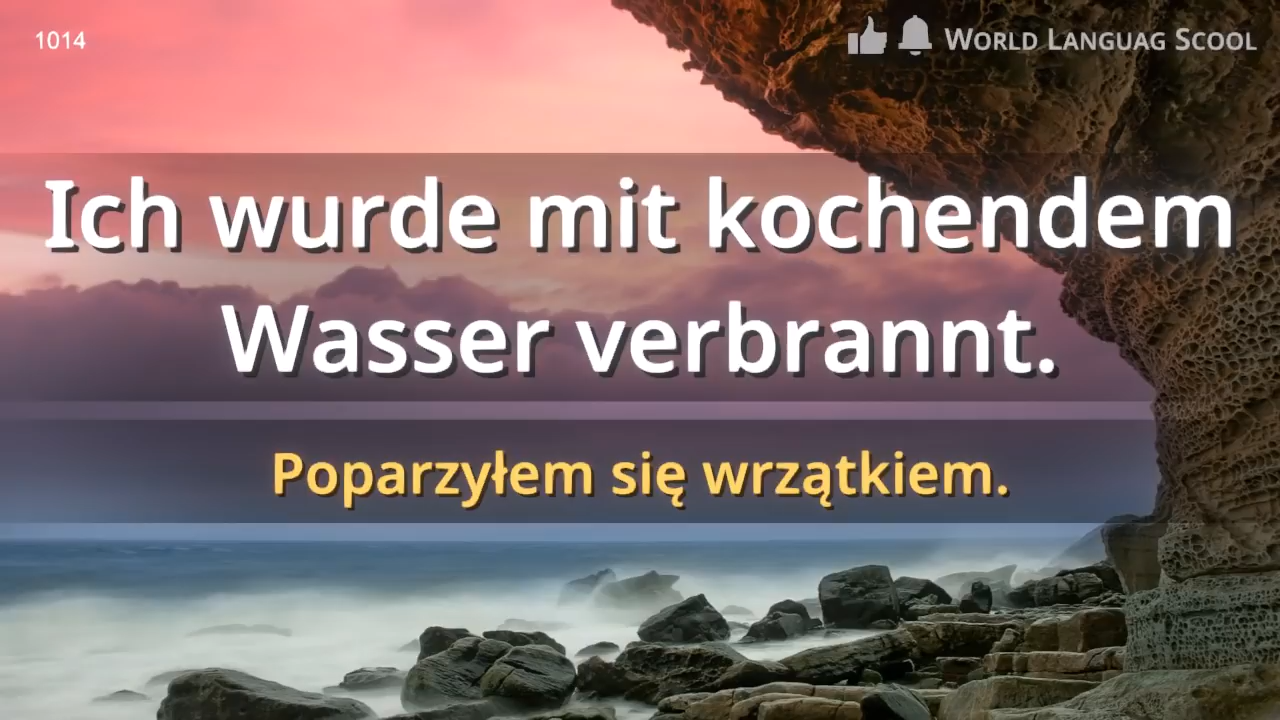 1014
World Languag Scool
Ich wurde mit kochendem
Wasser verbrannt.
Poparzyłem się wrzątkiem.